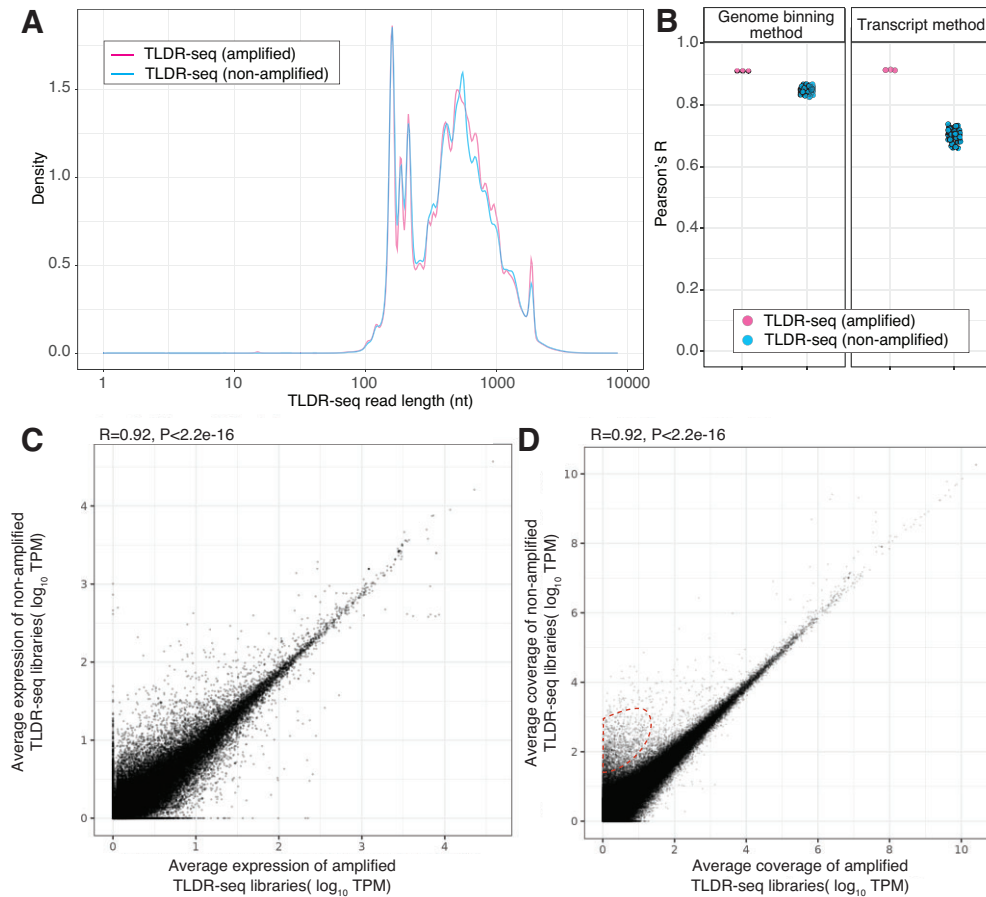 A
TLDR-seq (amplified)
TLDR-seq (non-amplified)
Density
1.5
1.0
0.5
0.0
1
10
100
1000
10000
TLDR-seq read length (nt)
B
Genome binning
method
Transcript method
Pearson's R
1.0
0.8
0.6
0.4
0.2
0.0
TLDR-seq (amplified)
TLDR-seq (non-amplified)
C
R=0.92, P<2.2e-16
Average expression of non-amplified
TLDR-seq libraries( log10 TPM)
4
3
2
1
0
0
1
2
3
4
Average expression of amplified
TLDR-seq libraries( log10 TPM)
D
R=0.92, P<2.2e-16
Average coverage of non-amplified
TLDR-seq libraries( log10 TPM)
10
8
6
4
2
0
0
2
4
6
8
10
Average coverage of amplified
TLDR-seq libraries( log10 TPM)